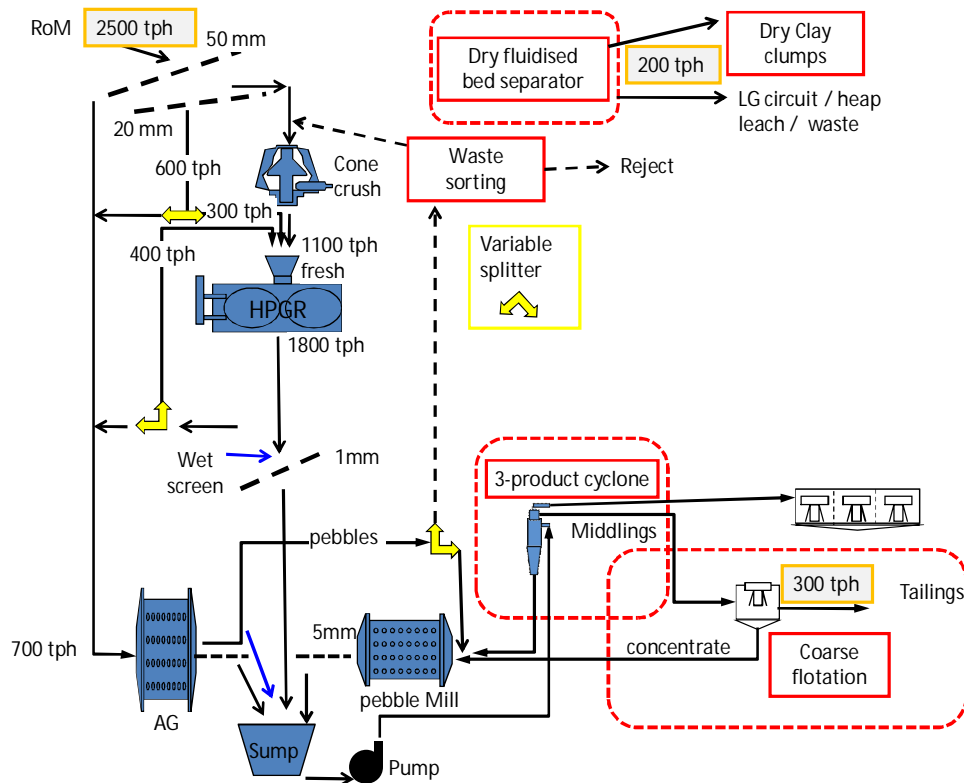 RoM
2500 tph
50 mm
20 mm
600 tph
300 tph
400 tph
Cone
crush
1100 tph
fresh
HPGR
1800 tph
Dry fluidised
bed separator
200 tph
Dry Clay
clumps
LG circuit / heap
leach / waste
Waste
sorting
Reject
Variable
splitter
Wet
screen
1mm
3-product cyclone
Middlings
pebbles
300 tph
Tailings
700 tph
5mm
AG
pebble Mill
concentrate
Coarse
flotation
Sump
Pump